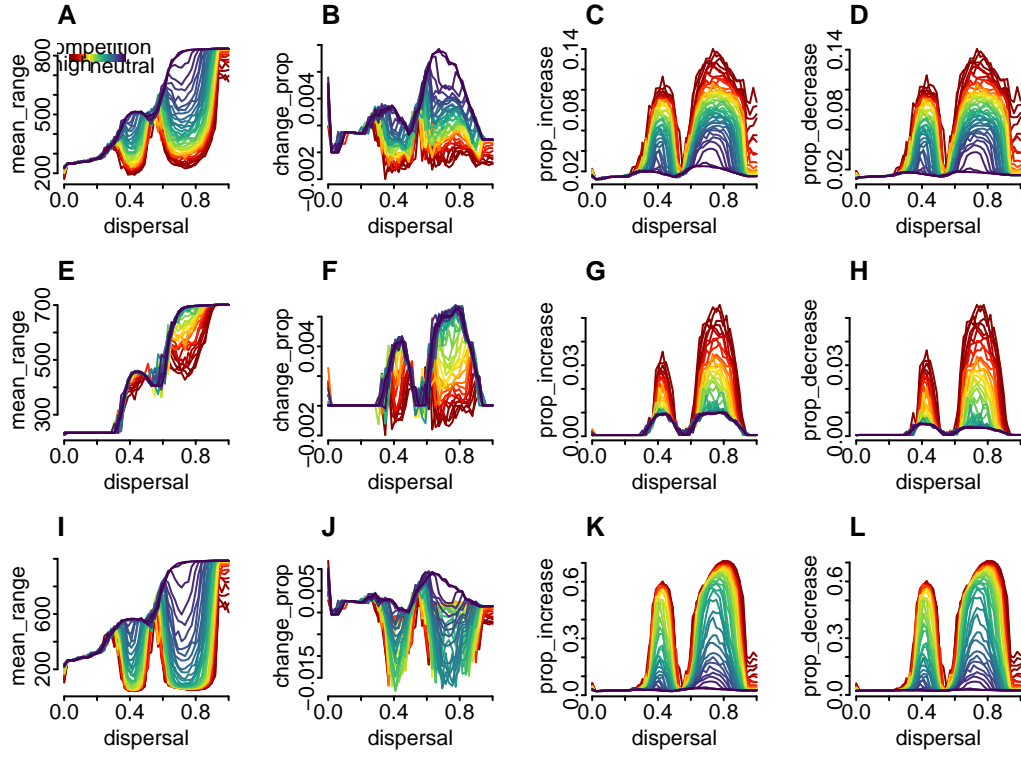 A
B
C
D
ompetition
high
neutral
mean_range
200
500
800
0.0
0.4
0.8
dispersal
change_prop
−0.002
0.004
0.0
0.4
0.8
dispersal
prop_increase
0.02
0.08
0.14
0.0
0.4
0.8
dispersal
prop_decrease
0.02
0.08
0.14
0.0
0.4
0.8
dispersal
E
F
G
H
mean_range
300
500
700
0.0
0.4
0.8
dispersal
change_prop
−0.002
0.004
0.0
0.4
0.8
dispersal
prop_increase
0.00
0.03
0.0
0.4
0.8
dispersal
prop_decrease
0.00
0.03
0.0
0.4
0.8
dispersal
I
J
K
L
mean_range
200
600
0.0
0.4
0.8
dispersal
change_prop
−0.015
0.005
0.0
0.4
0.8
dispersal
prop_increase
0.0
0.3
0.6
0.0
0.4
0.8
dispersal
prop_decrease
0.0
0.3
0.6
0.0
0.4
0.8
dispersal